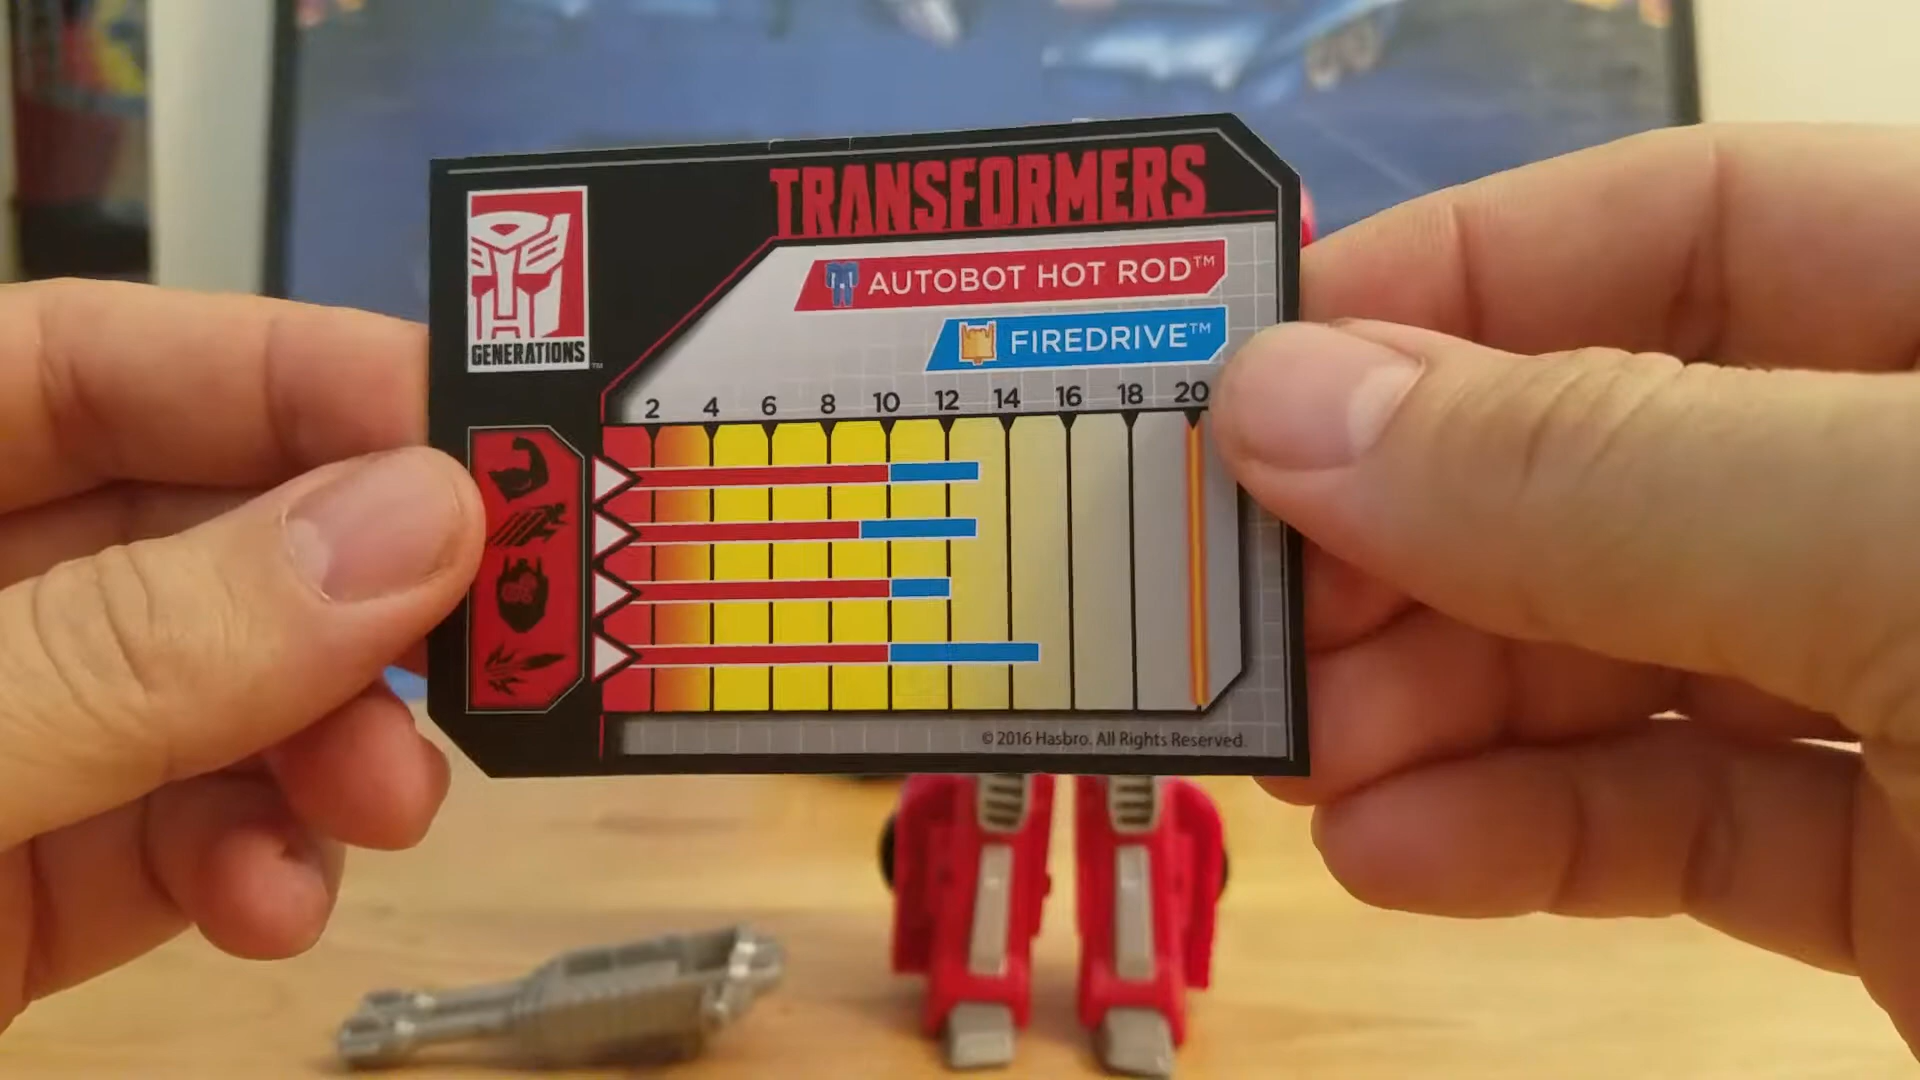 TRANSFORMERS
GENERATIONS™
AUTOBOT HOT ROD™
FIREDRIVE™
2 4 6 8 10 12 14 16 18 20
© 2016 Hasbro. All Rights Reserved.